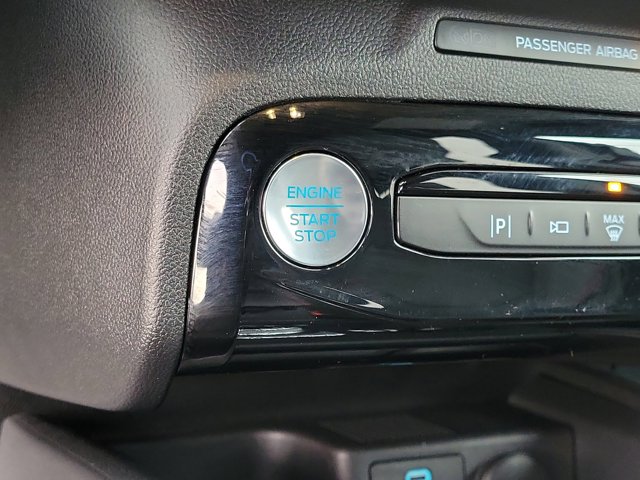 PASSENGER AIRBAG
ENGINE
START
STOP
|P|
MAX